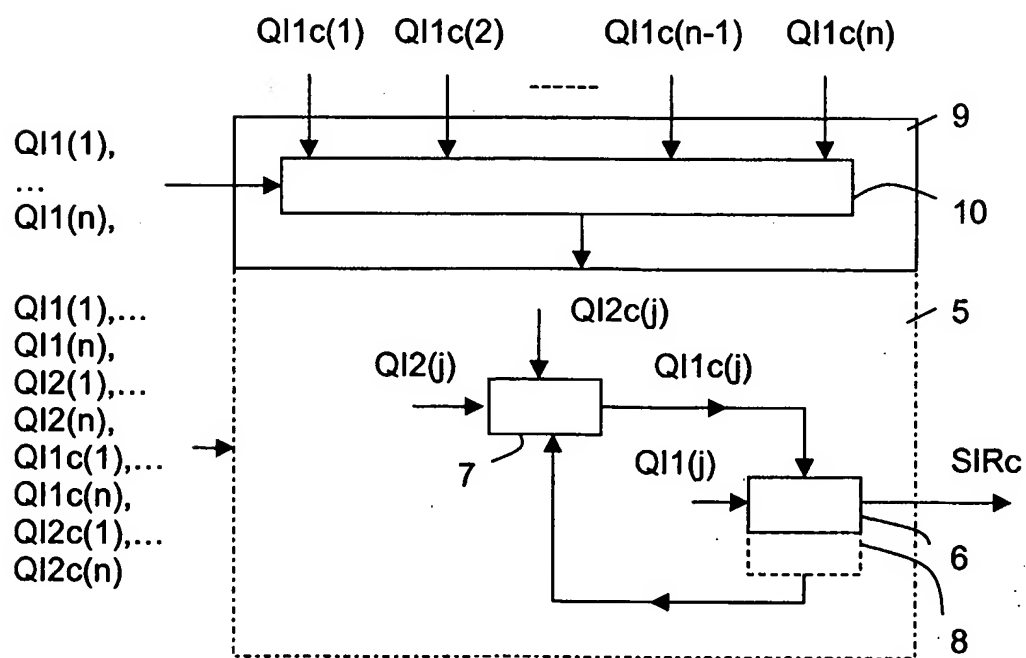 QI1c(1) QI1c(2) QI1c(n-1) QI1c(n)
9
QI1(1),
...
QI1(n),
10
QI1(1),...
QI1(n),
QI2(1),...
QI2(n),
QI1c(1),...
QI1c(n),
QI2c(1),...
QI2c(n)
5
QI2c(j)
QI2(j)
QI1c(j)
7
QI1(j)
SIRc
6
8